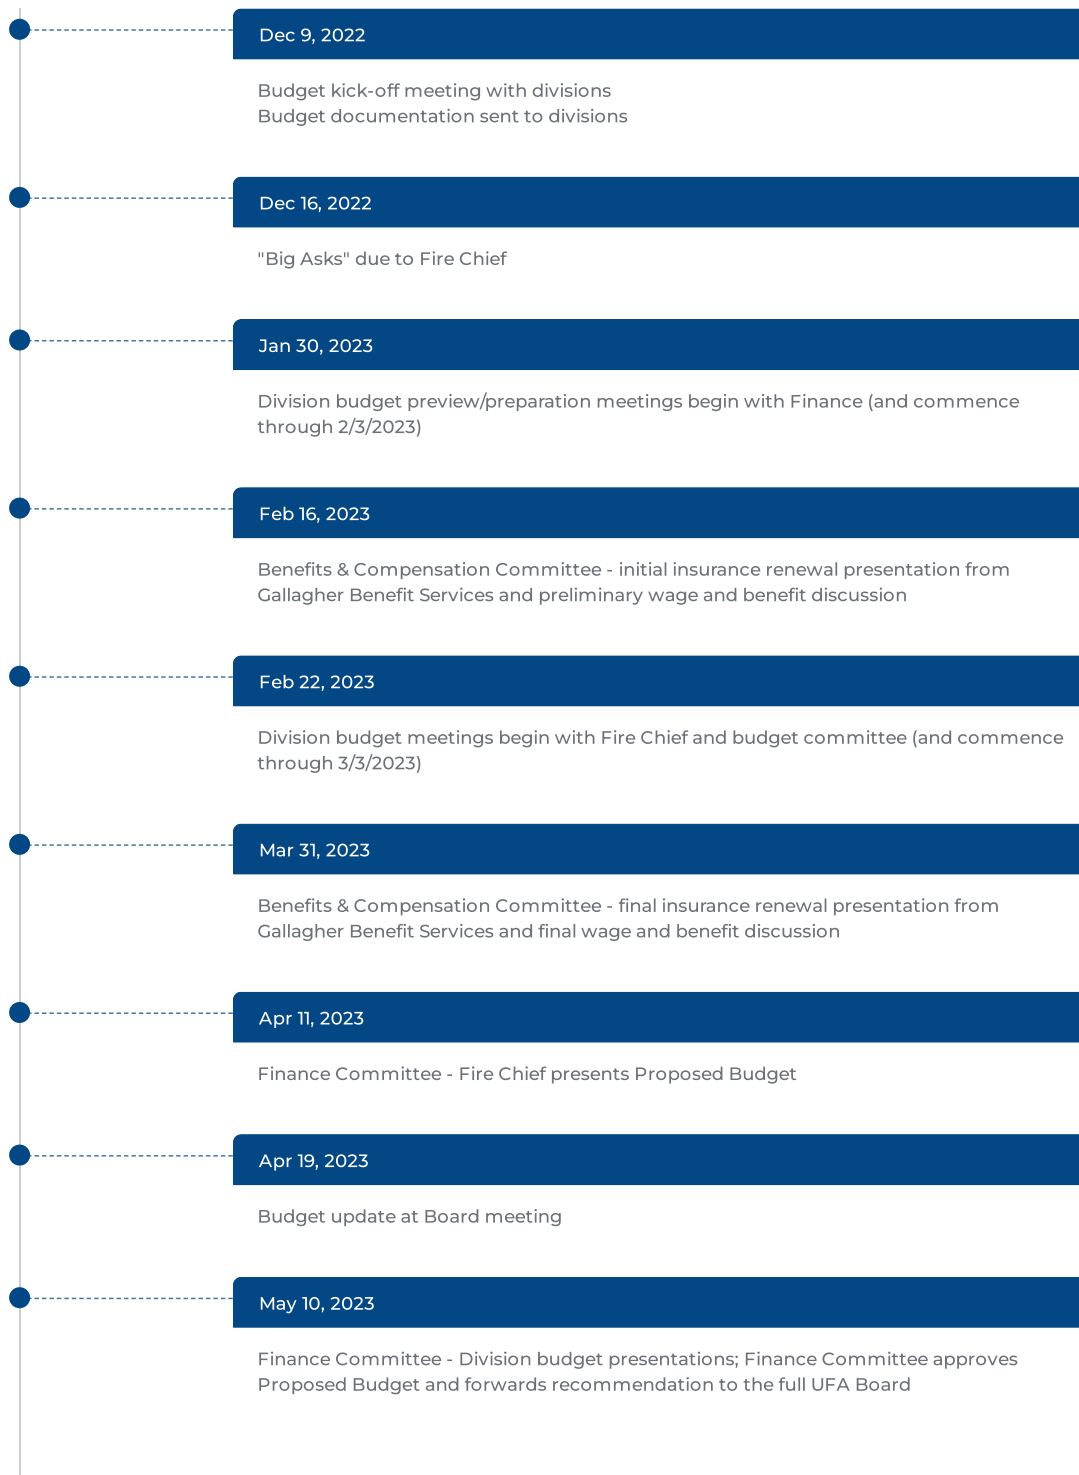 Dec 9, 2022
Budget kick-off meeting with divisions
Budget documentation sent to divisions
Dec 16, 2022
"Big Asks" due to Fire Chief
Jan 30, 2023
Division budget preview/preparation meetings begin with Finance (and commence
through 2/3/2023)
Feb 16, 2023
Benefits & Compensation Committee - initial insurance renewal presentation from
Gallagher Benefit Services and preliminary wage and benefit discussion
Feb 22, 2023
Division budget meetings begin with Fire Chief and budget committee (and commence
through 3/3/2023)
Mar 31, 2023
Benefits & Compensation Committee - final insurance renewal presentation from
Gallagher Benefit Services and final wage and benefit discussion
Apr 11, 2023
Finance Committee - Fire Chief presents Proposed Budget
Apr 19, 2023
Budget update at Board meeting
May 10, 2023
Finance Committee - Division budget presentations; Finance Committee approves
Proposed Budget and forwards recommendation to the full UFA Board